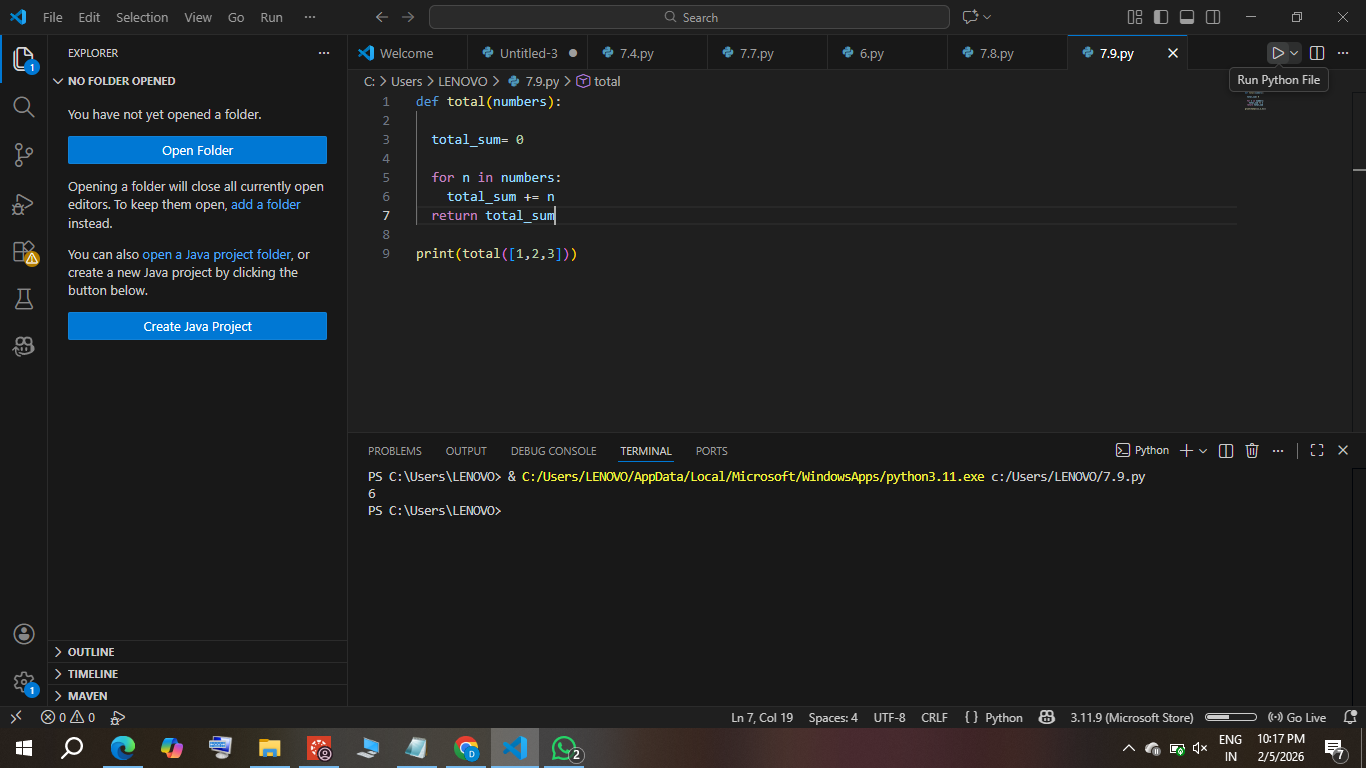 File Edit Selection View Go Run ··· Search
EXPLORER ···
NO FOLDER OPENED
You have not yet opened a folder.
Open Folder
Opening a folder will close all currently open
editors. To keep them open, add a folder
instead.
You can also open a Java project folder, or
create a new Java project by clicking the
button below.
Create Java Project
OUTLINE
TIMELINE
MAVEN
1
1
Welcome Untitled-3 7.4.py 7.7.py 6.py 7.8.py 7.9.py
Run Python File
C: > Users > LENOVO > 7.9.py > total
1 def total(numbers):
2
3 total_sum= 0
4
5 for n in numbers:
6 total_sum += n
7 return total_sum
8
9 print(total([1,2,3]))
PROBLEMS OUTPUT DEBUG CONSOLE TERMINAL PORTS Python
PS C:\Users\LENOVO> & C:/Users/LENOVO/AppData/Local/Microsoft/WindowsApps/python3.11.exe c:/Users/LENOVO/7.9.py
6
PS C:\Users\LENOVO>
0 0 Ln 7, Col 19 Spaces: 4 UTF-8 CRLF { } Python 3.11.9 (Microsoft Store) Go Live
D 2 ENG 10:17 PM 7
IN 2/5/2026